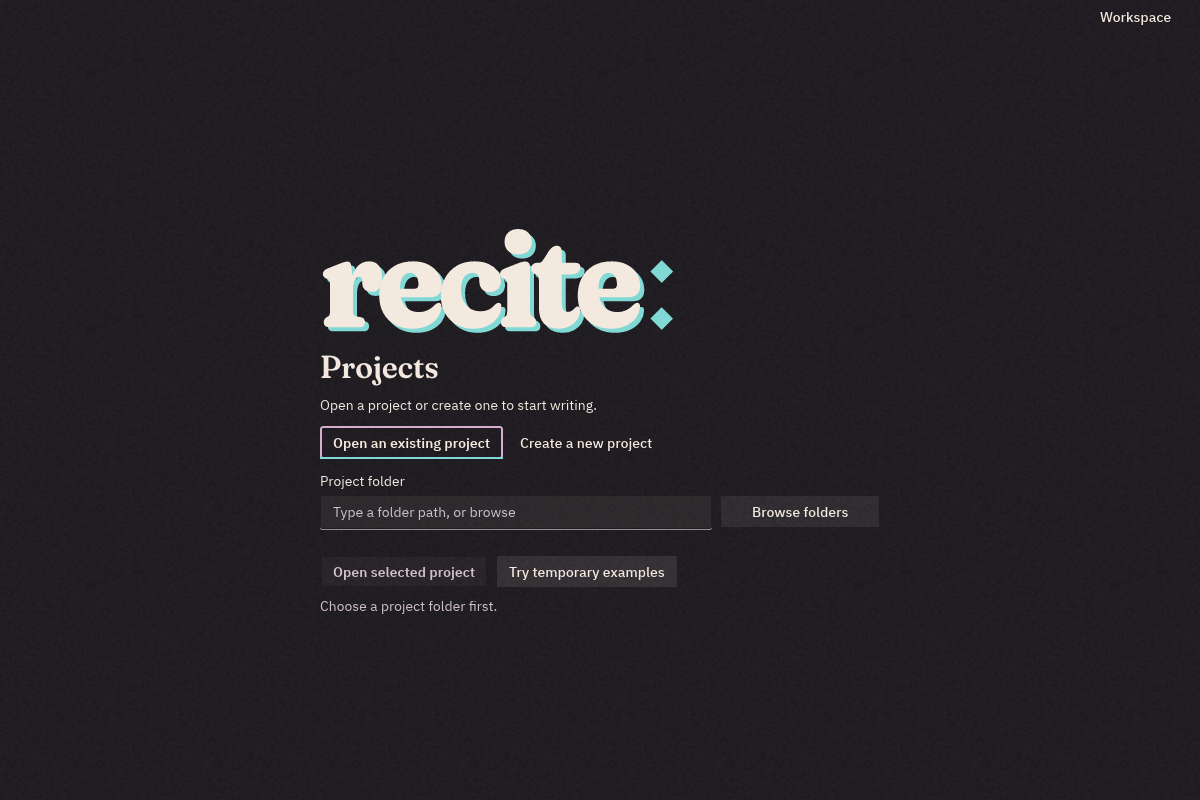 Workspace
recite:
Projects
Open a project or create one to start writing.
Open an existing project Create a new project
Project folder
Type a folder path, or browse Browse folders
Open selected project Try temporary examples
Choose a project folder first.